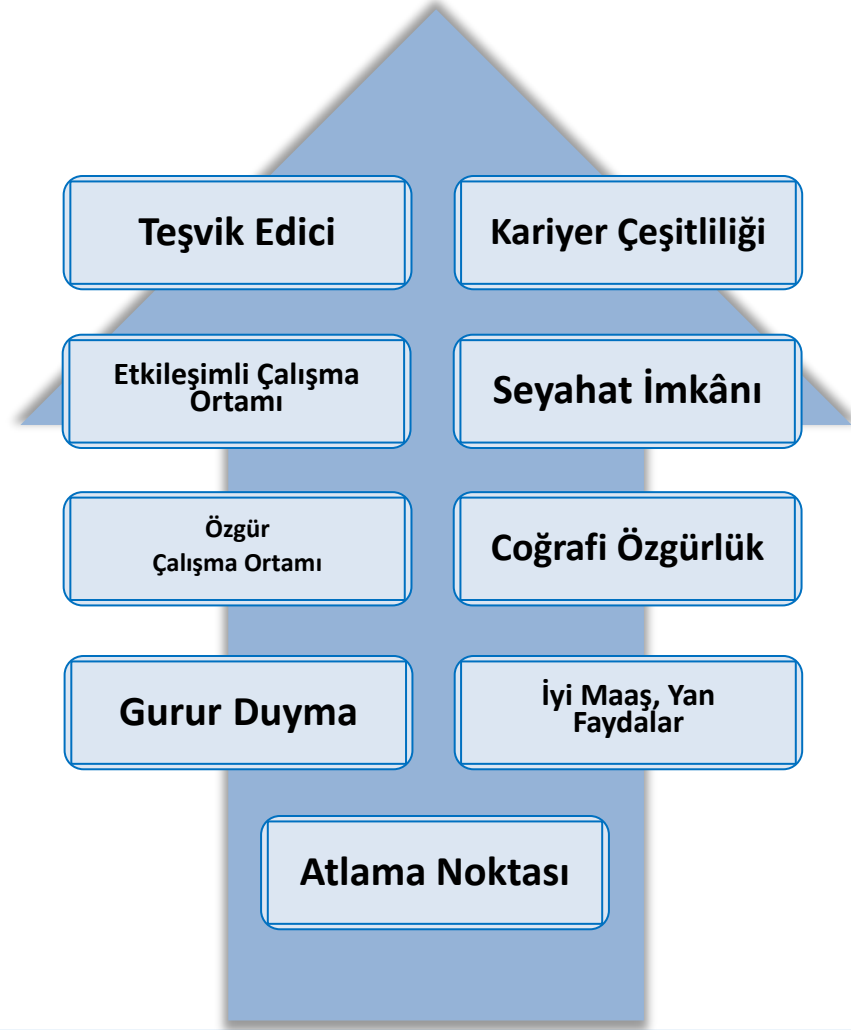 Teşvik Edici
Kariyer Çeşitliliği
Etkileşimli Çalışma
Ortamı
Seyahat İmkânı
Özgür
Çalışma Ortamı
Coğrafi Özgürlük
Gurur Duyma
İyi Maaş, Yan
Faydalar
Atlama Noktası